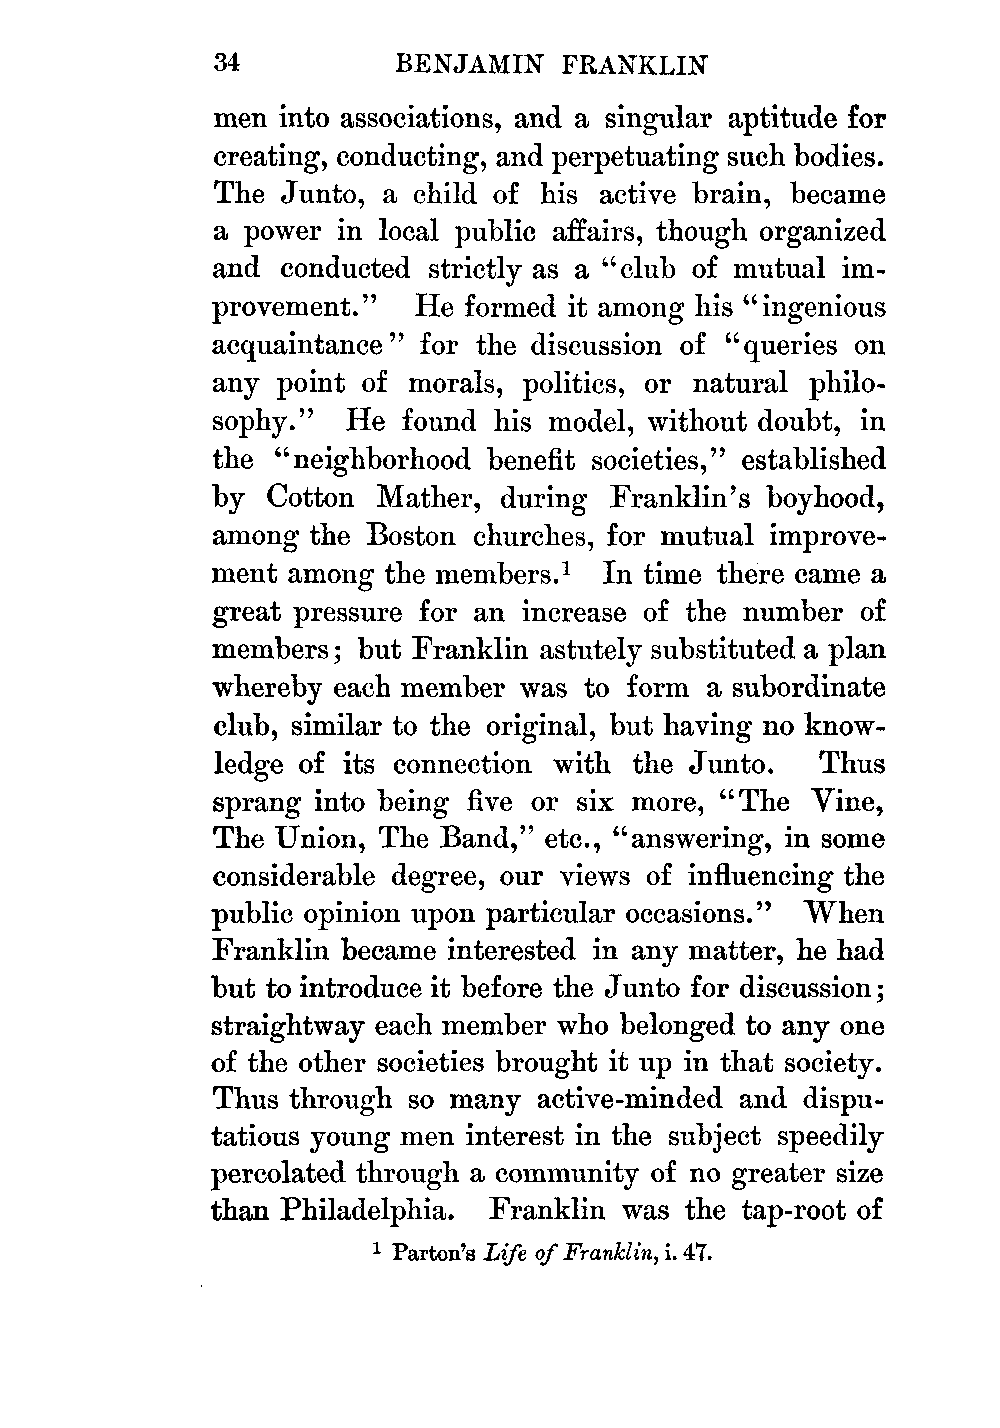 34 BENJAMIN FRANKLIN
men into associations, and a singular aptitude for
creating, conducting, and perpetuating such bodies.
The Junto, a child of his active brain, became
a power in local public affairs, though organized
and conducted strictly as a "club of mutual im-
provement." He formed it among his "ingenious
acquaintance" for the discussion of "queries on
any point of morals, politics, or natural philo-
sophy." He found his model, without doubt, in
the "neighborhood benefit societies," established
by Cotton Mather, during Franklin's boyhood,
among the Boston churches, for mutual improve-
ment among the members.¹ In time there came a
great pressure for an increase of the number of
members; but Franklin astutely substituted a plan
whereby each member was to form a subordinate
club, similar to the original, but having no know-
ledge of its connection with the Junto. Thus
sprang into being five or six more, "The Vine,
The Union, The Band," etc., "answering, in some
considerable degree, our views of influencing the
public opinion upon particular occasions." When
Franklin became interested in any matter, he had
but to introduce it before the Junto for discussion;
straightway each member who belonged to any one
of the other societies brought it up in that society.
Thus through so many active-minded and dispu-
tatious young men interest in the subject speedily
percolated through a community of no greater size
than Philadelphia. Franklin was the tap-root of
¹ Parton's Life of Franklin, i. 47.